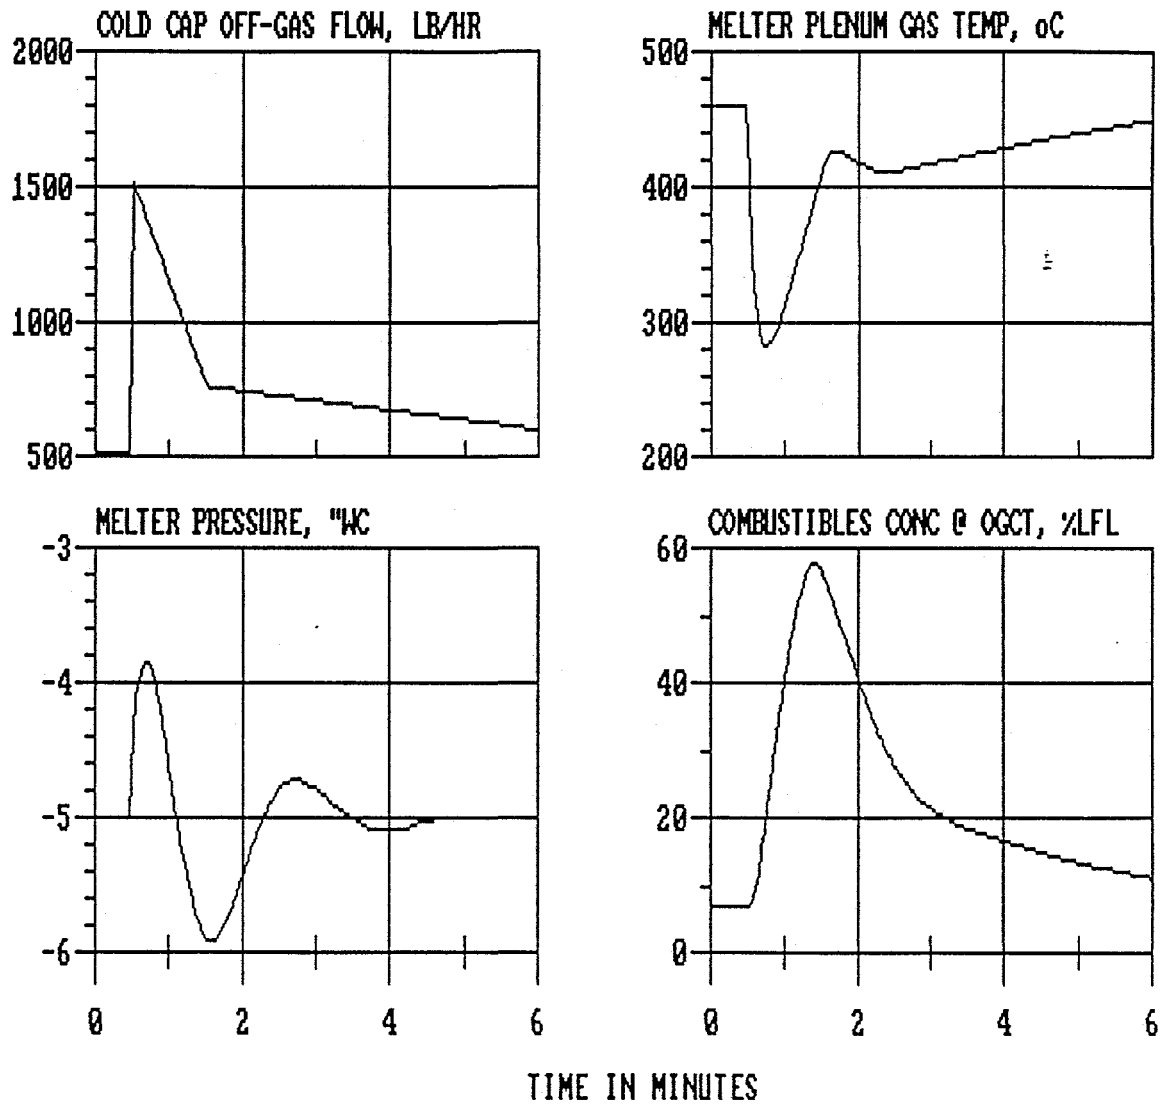 COLD CAP OFF-GAS FLOW, LB/HR
2000
1500
1000
500
MELTER PLENUM GAS TEMP, oC
500
400
300
200
MELTER PRESSURE, "WC
-3
-4
-5
-6
0 2 4 6
COMBUSTIBLES CONC @ OGCT, %LFL
60
40
20
0
0 2 4 6
TIME IN MINUTES